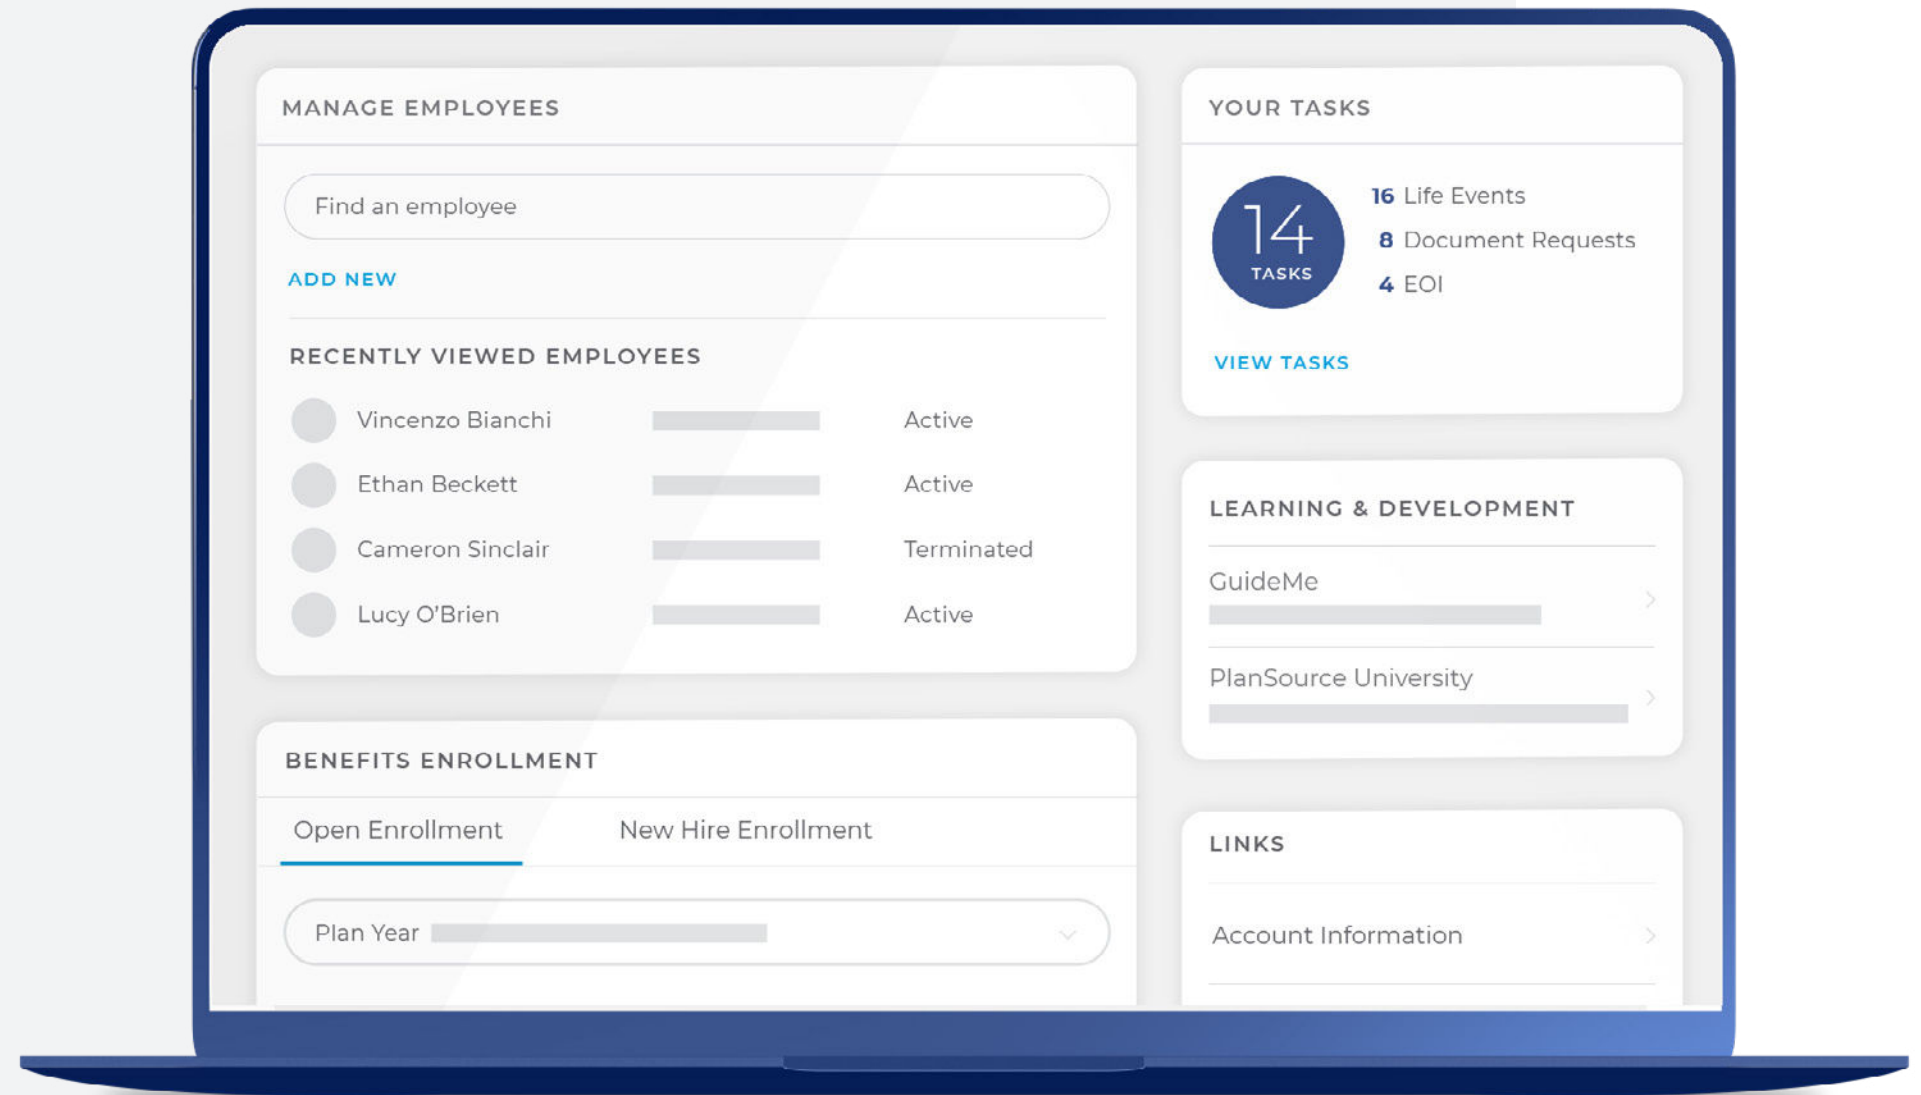 MANAGE EMPLOYEES
Find an employee
ADD NEW
RECENTLY VIEWED EMPLOYEES
Vincenzo Bianchi Active
Ethan Beckett Active
Cameron Sinclair Terminated
Lucy O'Brien Active
BENEFITS ENROLLMENT
Open Enrollment New Hire Enrollment
Plan Year
YOUR TASKS
14
TASKS
16 Life Events
8 Document Requests
4 EOI
VIEW TASKS
LEARNING & DEVELOPMENT
GuideMe
PlanSource University
LINKS
Account Information